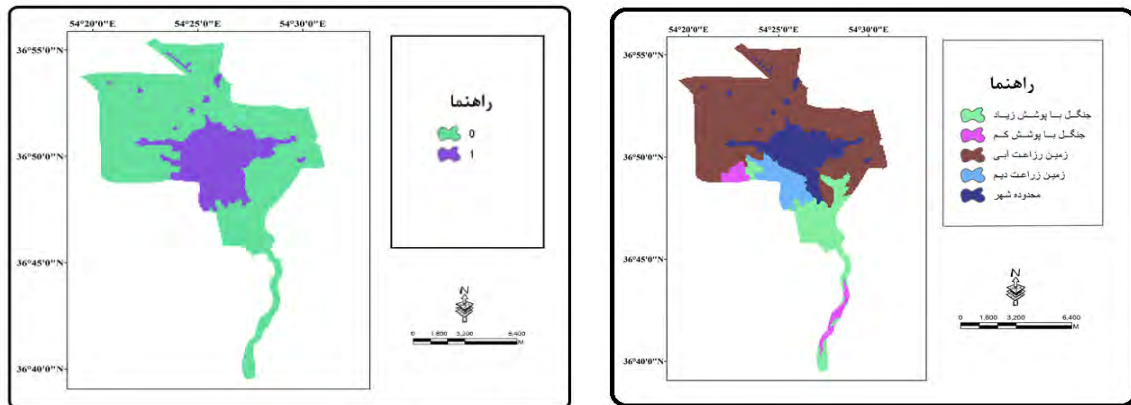 54°20'0"E 54°25'0"E 54°30'0"E
36°55'0"N
36°50'0"N
36°45'0"N
36°40'0"N
راهنما
0
1
N
0 1,600 3,200 6,400
M
54°20'0"E 54°25'0"E 54°30'0"E
36°55'0"N
36°50'0"N
36°45'0"N
36°40'0"N
راهنما
جنگل با پوشش زیاد
جنگل با پوشش کم
زمین رزاعت آبی
زمین زراعت دیم
محدوده شهر
N
0 1,600 3,200 6,400
M